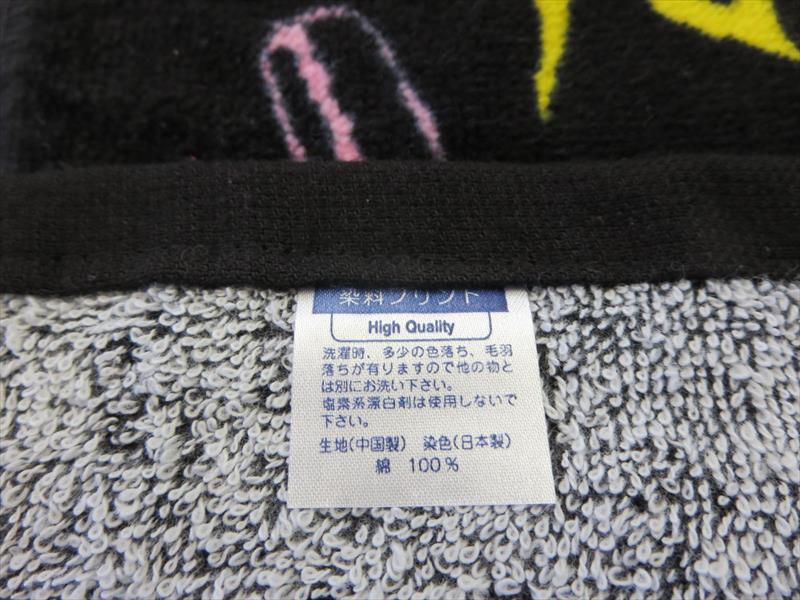 染料プリント
High Quality
洗濯時、多少の色落ち、毛羽
落ちが有りますので他の物と
は別にお洗い下さい。
塩素系漂白剤は使用しないで
下さい。
生地(中国製) 染色(日本製)
綿 100%